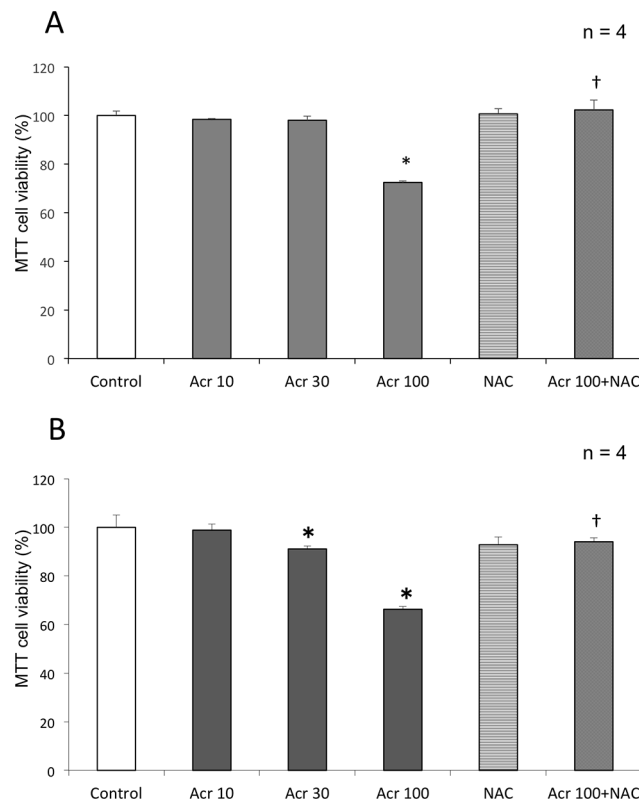 A
n = 4
120
100
80
60
40
20
0
MTT cell viability (%)
*
†
Control Acr 10 Acr 30 Acr 100 NAC Acr 100+NAC
B
n = 4
120
100
80
60
40
20
0
MTT cell viability (%)
*
*
†
Control Acr 10 Acr 30 Acr 100 NAC Acr 100+NAC